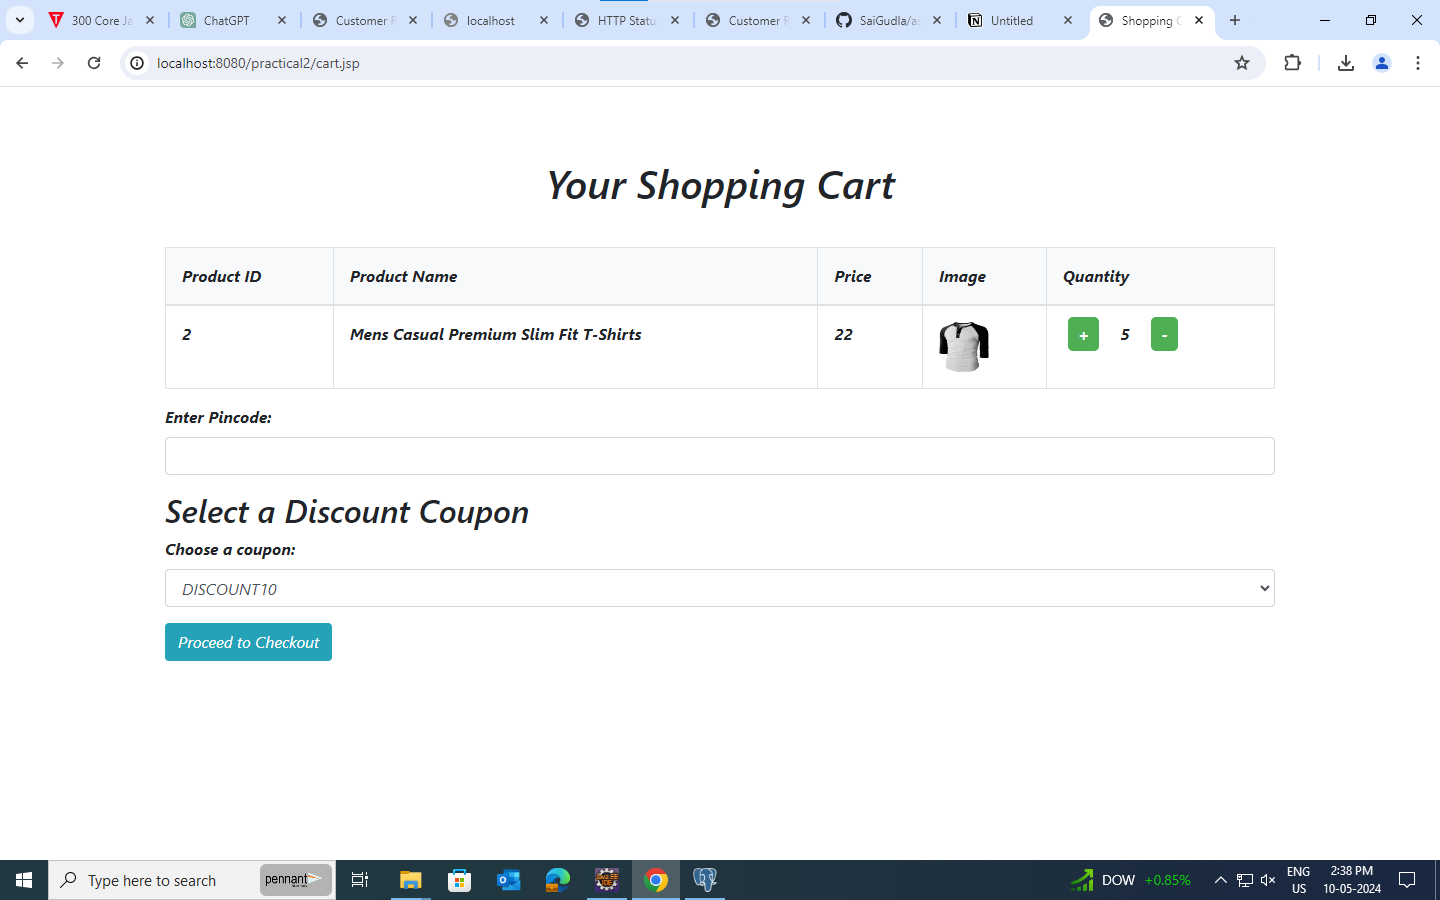 300 Core Ja
ChatGPT
Customer R
localhost
HTTP Status
Customer R
SaiGudla/as
Untitled
Shopping C
localhost:8080/practical2/cart.jsp
Your Shopping Cart
Product ID Product Name Price Image Quantity
2 Mens Casual Premium Slim Fit T-Shirts 22 + 5 -
Enter Pincode:
Select a Discount Coupon
Choose a coupon:
DISCOUNT10
Proceed to Checkout
Type here to search
pennant
DOW +0.85%
ENG
US
2:38 PM
10-05-2024